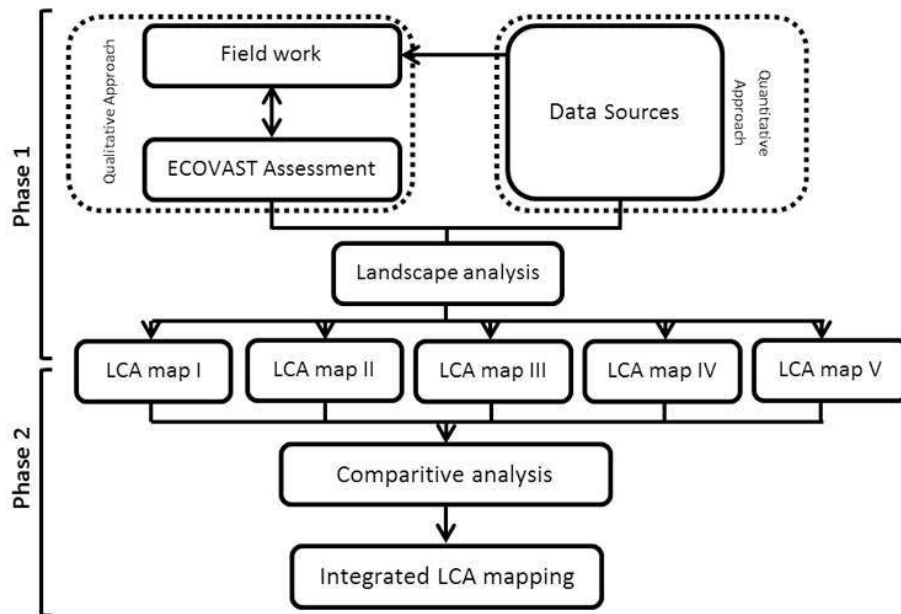 Phase 1
Qualitative Approach
Field work
ECOVAST Assessment
Data Sources
Quantitative
Approach
Landscape analysis
LCA map I
LCA map II
LCA map III
LCA map IV
LCA map V
Phase 2
Comparitive analysis
Integrated LCA mapping